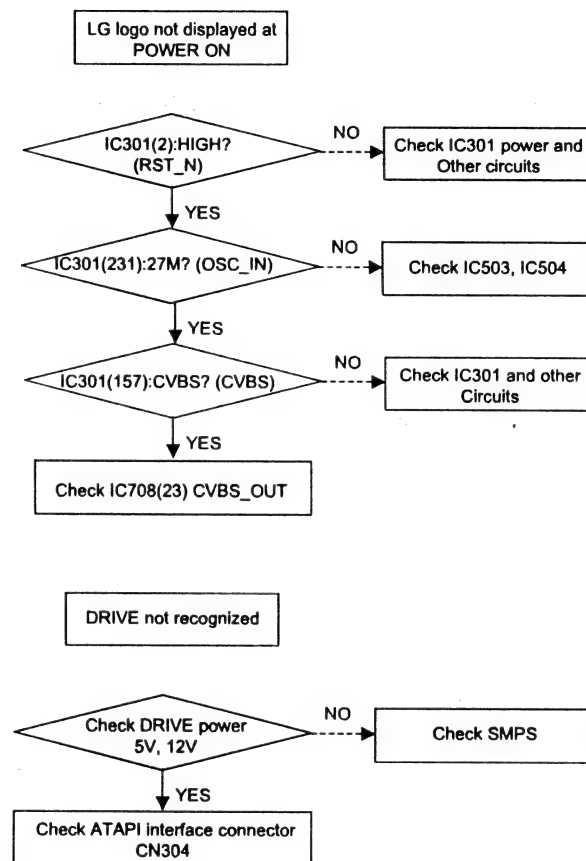 LG logo not displayed at
POWER ON
IC301(2):HIGH?
(RST_N)
NO
Check IC301 power and
Other circuits
YES
IC301(231):27M? (OSC_IN)
NO
Check IC503, IC504
YES
IC301(157):CVBS? (CVBS)
NO
Check IC301 and other
Circuits
YES
Check IC708(23) CVBS_OUT
DRIVE not recognized
Check DRIVE power
5V, 12V
NO
Check SMPS
YES
Check ATAPI interface connector
CN304